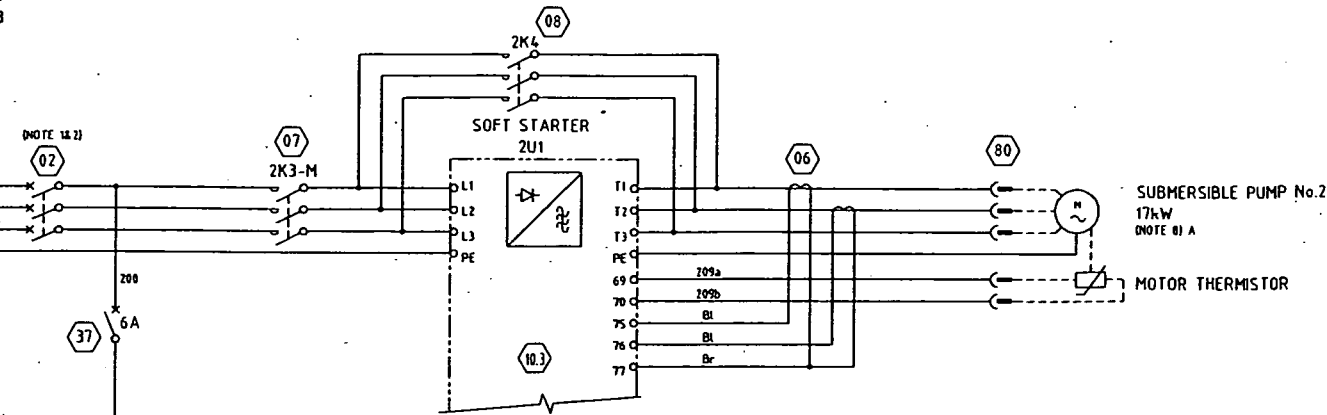 08
2K4
(NOTE 1&2)
02
07
2K3-M
SOFT STARTER
2U1
06
80
L1
L2
L3
PE
T1
T2
T3
PE
69
70
75
76
77
209a
209b
Bl
Bl
Br
M
~
SUBMERSIBLE PUMP No.2
17kW
A
MOTOR THERMISTOR
200
6A
37
10.3